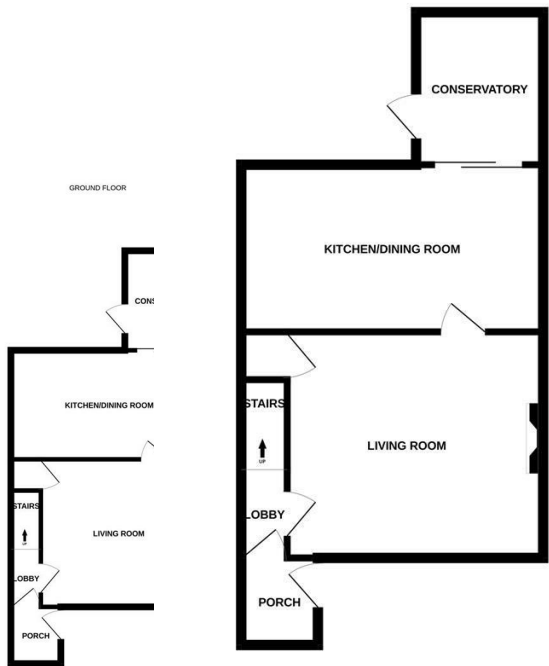 GROUND FLOOR
CONS
KITCHEN/DINING ROOM
LIVING ROOM
STAIRS
UP
LOBBY
PORCH
CONSERVATORY
KITCHEN/DINING ROOM
LIVING ROOM
STAIRS
UP
LOBBY
PORCH